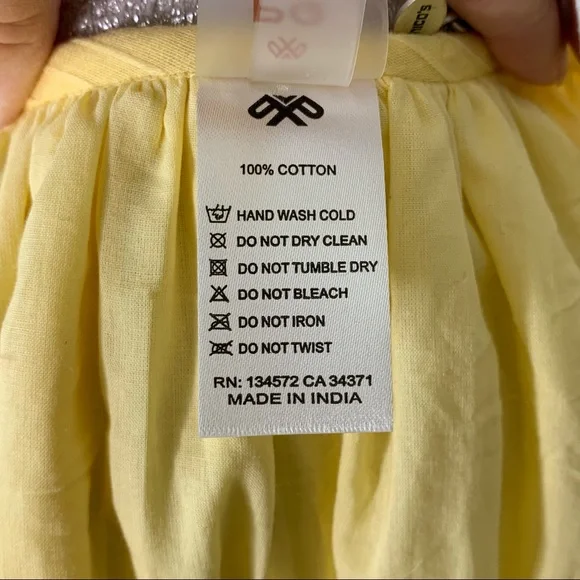 NICO'S
100% COTTON
HAND WASH COLD
DO NOT DRY CLEAN
DO NOT TUMBLE DRY
DO NOT BLEACH
DO NOT IRON
DO NOT TWIST
RN: 134572 CA 34371
MADE IN INDIA